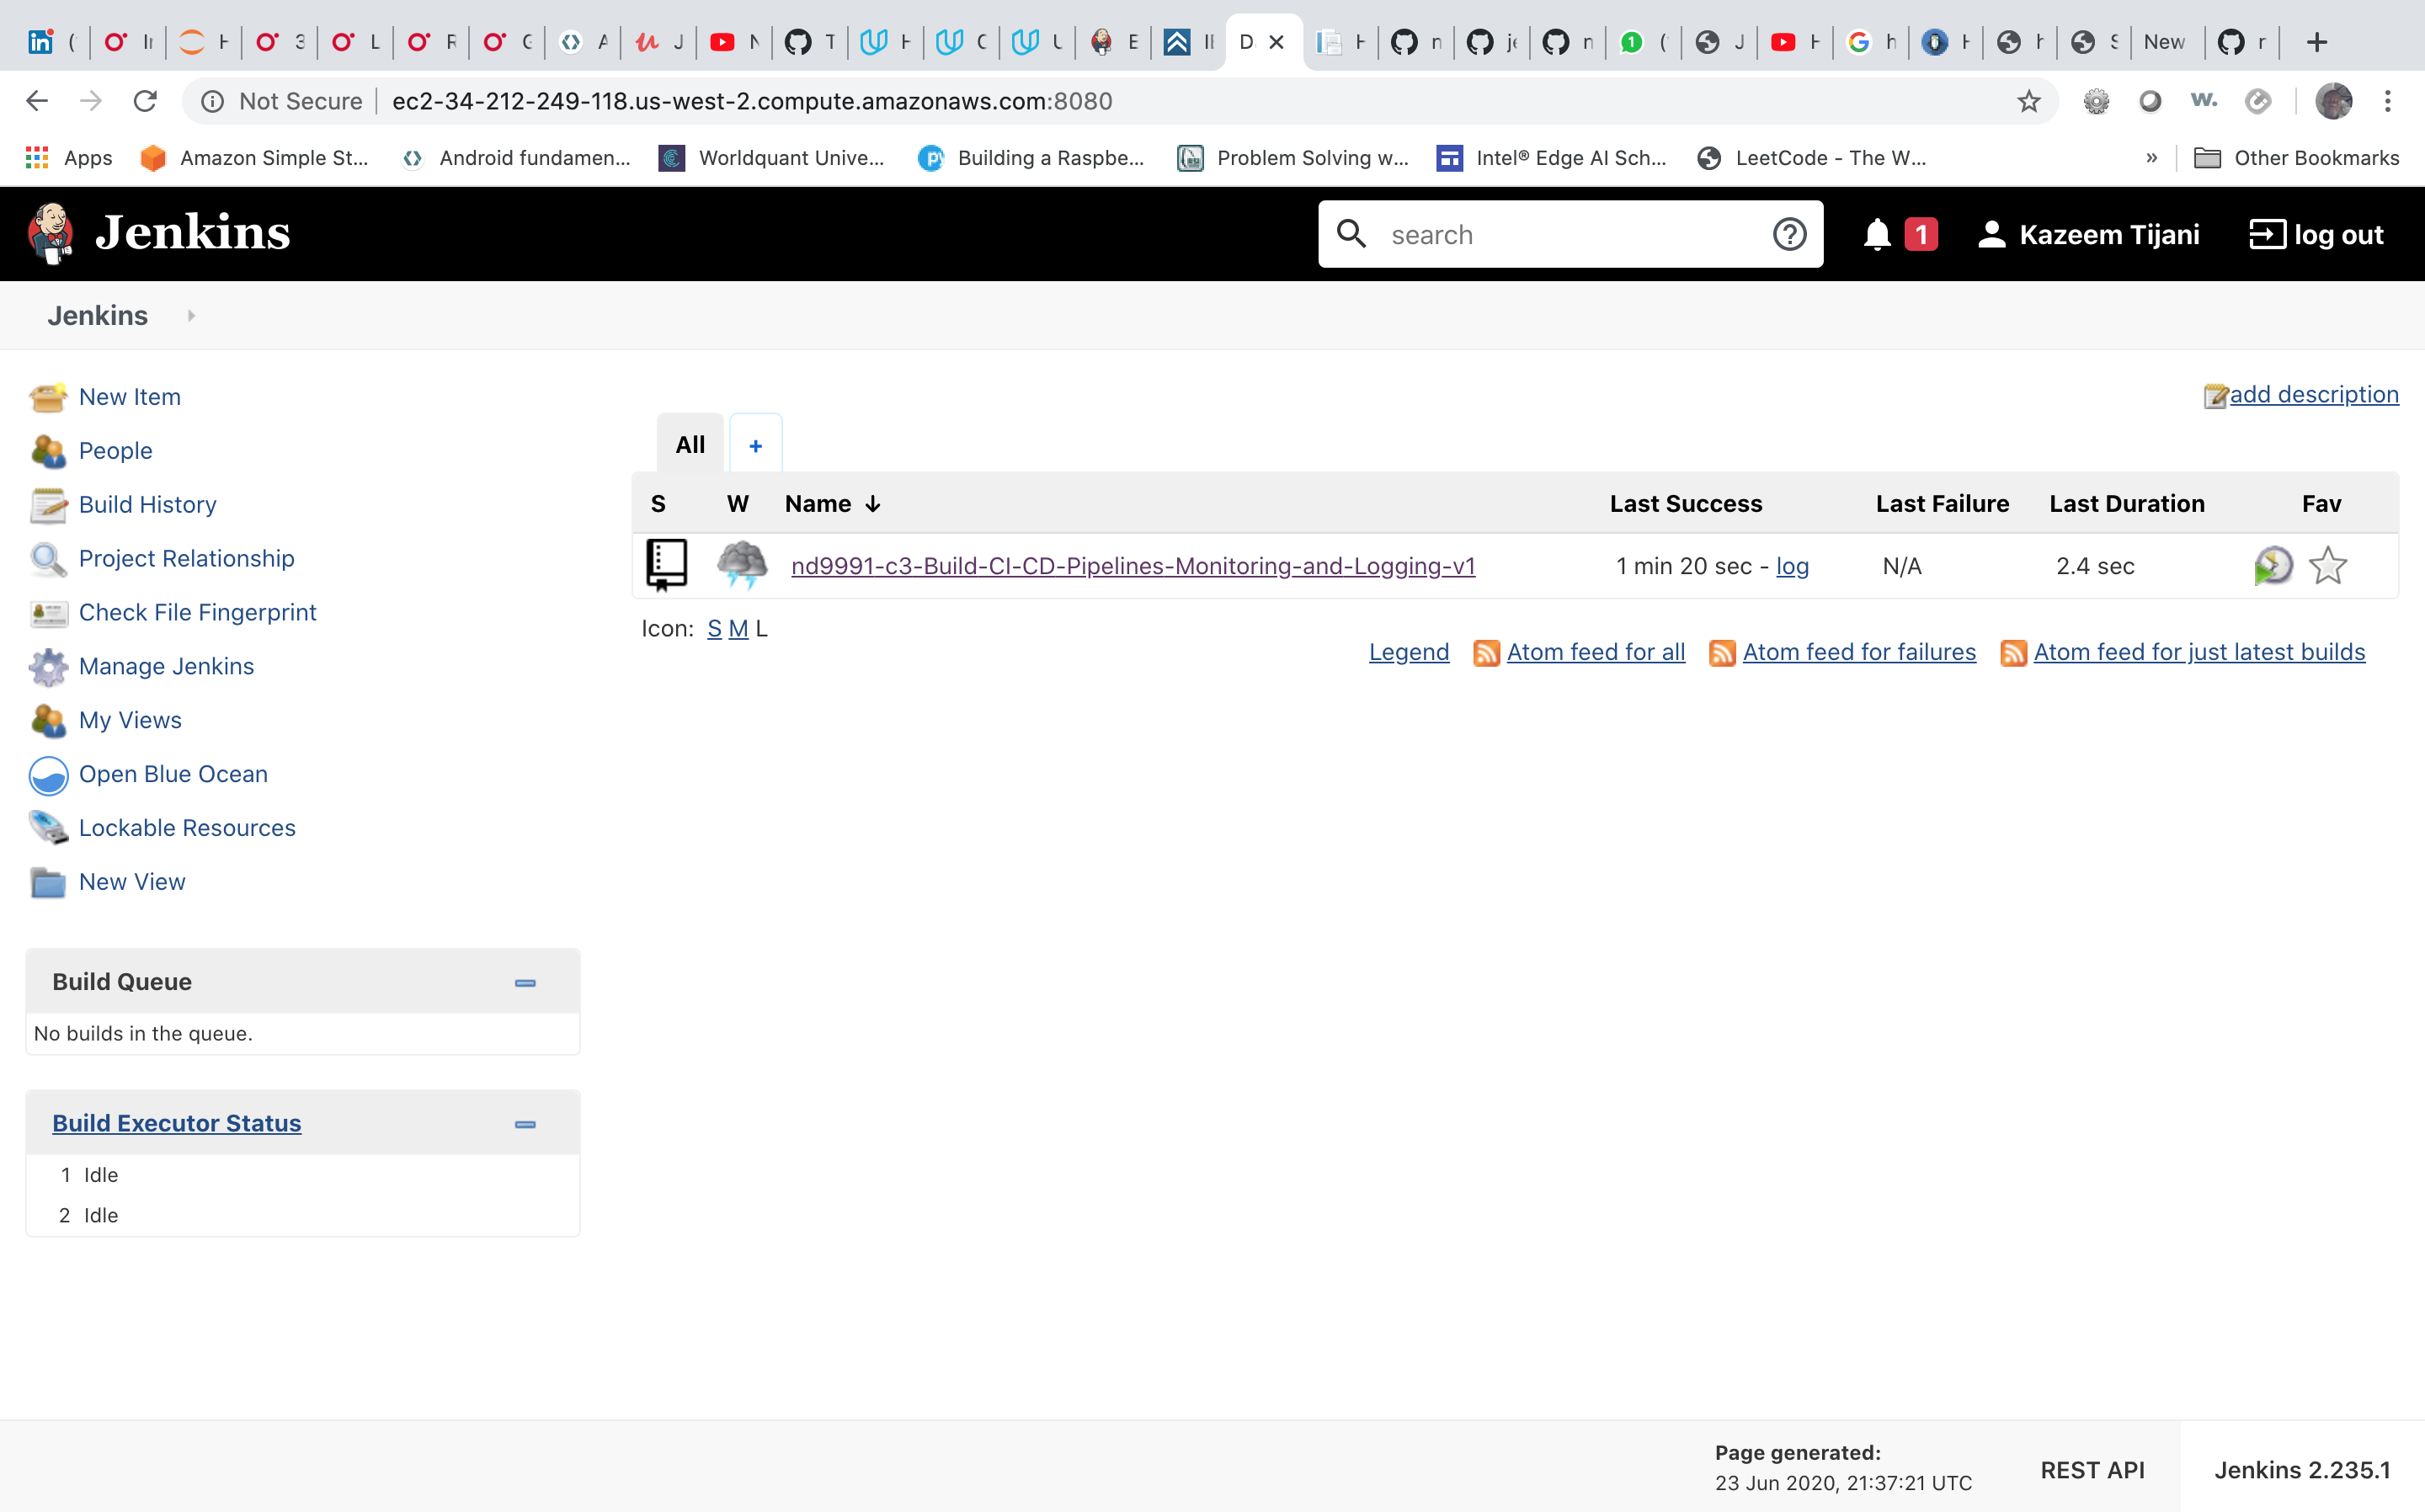 Not Secure ec2-34-212-249-118.us-west-2.compute.amazonaws.com:8080
Apps Amazon Simple St... Android fundamen... Worldquant Unive... Building a Raspbe... Problem Solving w... Intel® Edge AI Sch... LeetCode - The W... » Other Bookmarks
Jenkins search 1 Kazeem Tijani log out
Jenkins
New Item
add description
People
All +
Build History
S W Name ↓ Last Success Last Failure Last Duration Fav
Project Relationship
nd9991-c3-Build-CI-CD-Pipelines-Monitoring-and-Logging-v1 1 min 20 sec - log N/A 2.4 sec
Check File Fingerprint
Icon: S M L
Legend Atom feed for all Atom feed for failures Atom feed for just latest builds
Manage Jenkins
My Views
Open Blue Ocean
Lockable Resources
New View
Build Queue
No builds in the queue.
Build Executor Status
1 Idle
2 Idle
Page generated:
23 Jun 2020, 21:37:21 UTC
REST API
Jenkins 2.235.1